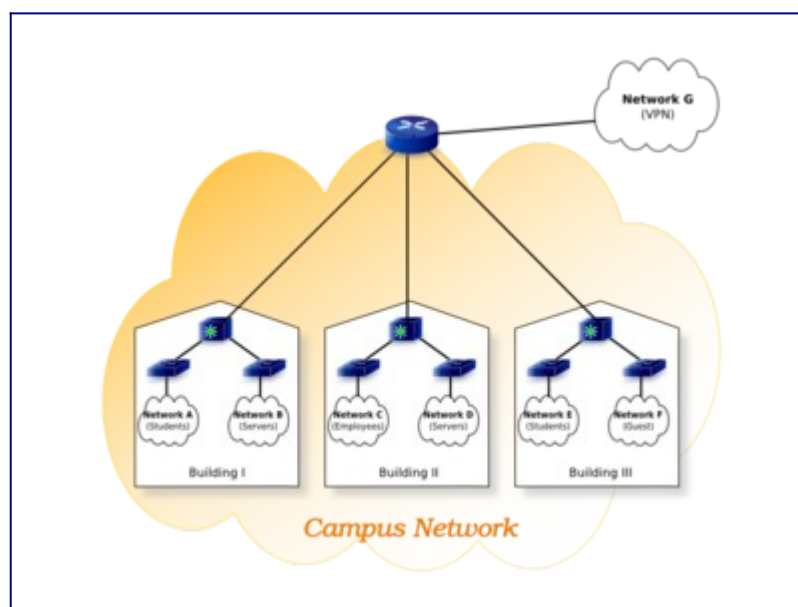 Network G
(VPN)
Network A
(Students)
Network B
(Servers)
Network C
(Employees)
Network D
(Servers)
Network E
(Students)
Network F
(Guest)
Building I
Building II
Building III
Campus Network